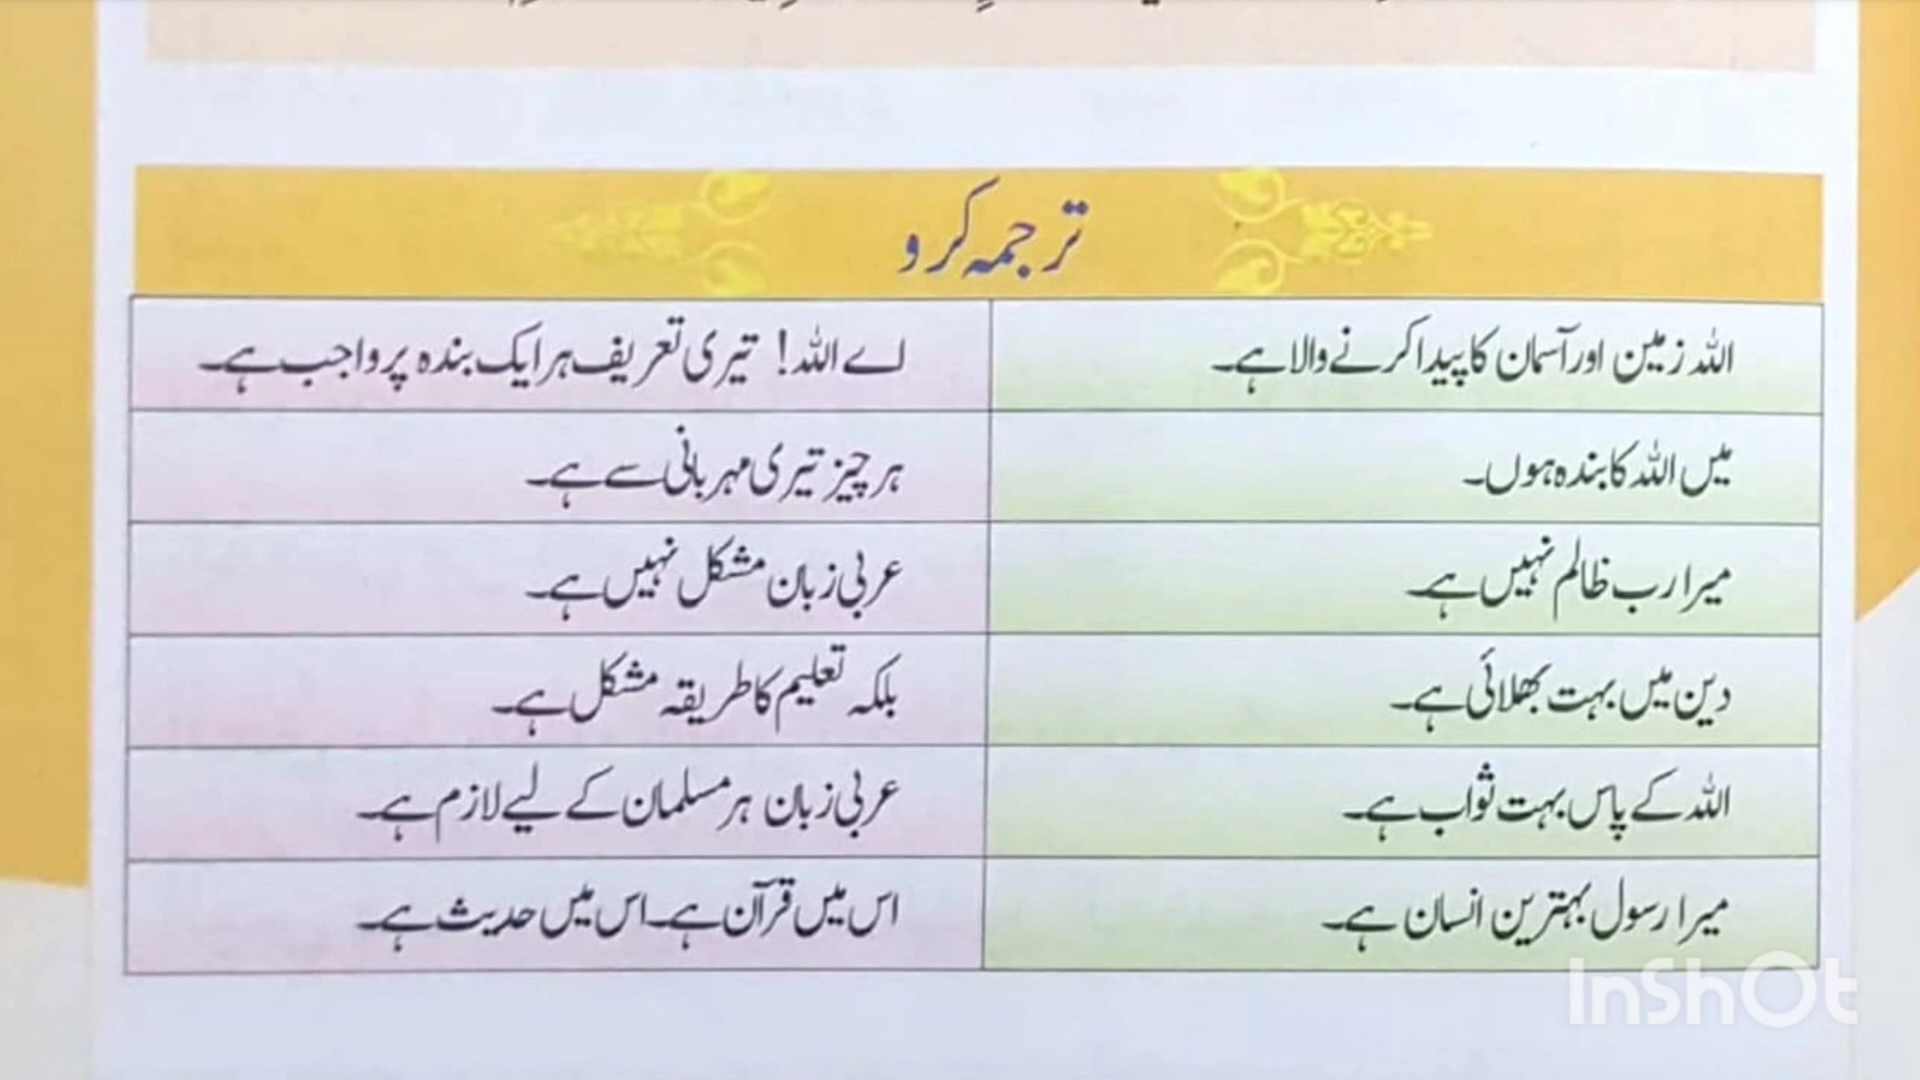 ترجمہ کرو
اللہ زمین اور آسمان کا پیدا کرنے والا ہے۔
اے اللہ! تیری تعریف ہر ایک بندہ پر واجب ہے۔
میں اللہ کا بندہ ہوں۔
ہر چیز تیری مہربانی سے ہے۔
میرا رب ظالم نہیں ہے۔
عربی زبان مشکل نہیں ہے۔
دین میں بہت بھلائی ہے۔
بلکہ تعلیم کا طریقہ مشکل ہے۔
اللہ کے پاس بہت ثواب ہے۔
عربی زبان ہر مسلمان کے لیے لازم ہے۔
میرا رسول بہترین انسان ہے۔
اس میں قرآن ہے۔ اس میں حدیث ہے۔
InShOt